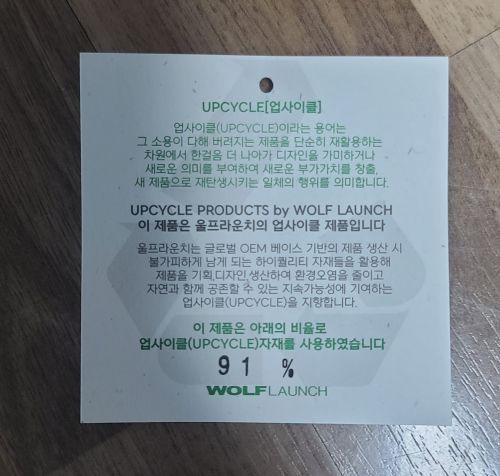 UPCYCLE[업사이클]
업사이클(UPCYCLE)이라는 용어는
그 소용이 다해 버려지는 제품을 단순히 재활용하는
차원에서 한걸음 더 나아가 디자인을 가미하거나
새로운 의미를 부여하여 새로운 부가가치를 창출,
새 제품으로 재탄생시키는 일체의 행위를 의미합니다.
UPCYCLE PRODUCTS by WOLF LAUNCH
이 제품은 울프라운치의 업사이클 제품입니다
울프라운치는 글로벌 OEM 베이스 기반의 제품 생산 시
불가피하게 남게 되는 하이퀄리티 자재들을 활용해
제품을 기획,디자인,생산하여 환경오염을 줄이고
자연과 함께 공존할 수 있는 지속가능성에 기여하는
업사이클(UPCYCLE)을 지향합니다.
이 제품은 아래의 비율로
업사이클(UPCYCLE)자재를 사용하였습니다
91 %
WOLFLAUNCH